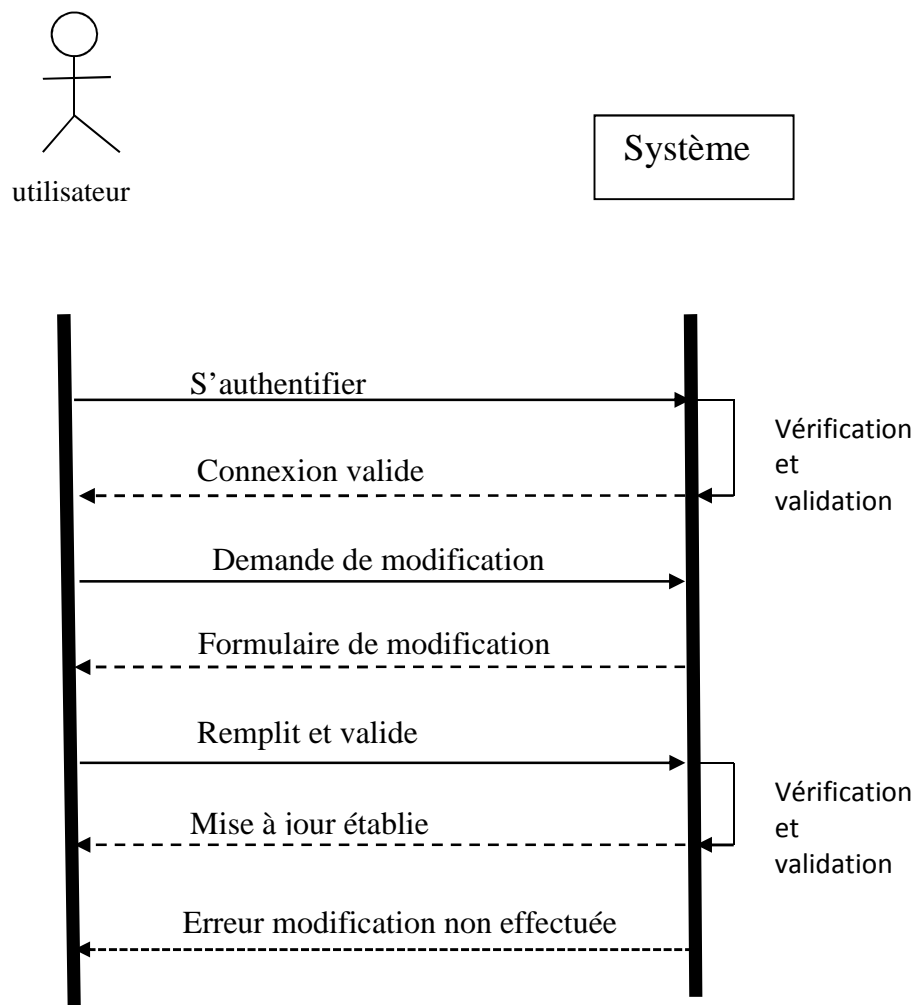 utilisateur
Système
S’authentifier
Vérification
et
validation
Connexion valide
Demande de modification
Formulaire de modification
Remplit et valide
Vérification
et
validation
Mise à jour établie
Erreur modification non effectuée